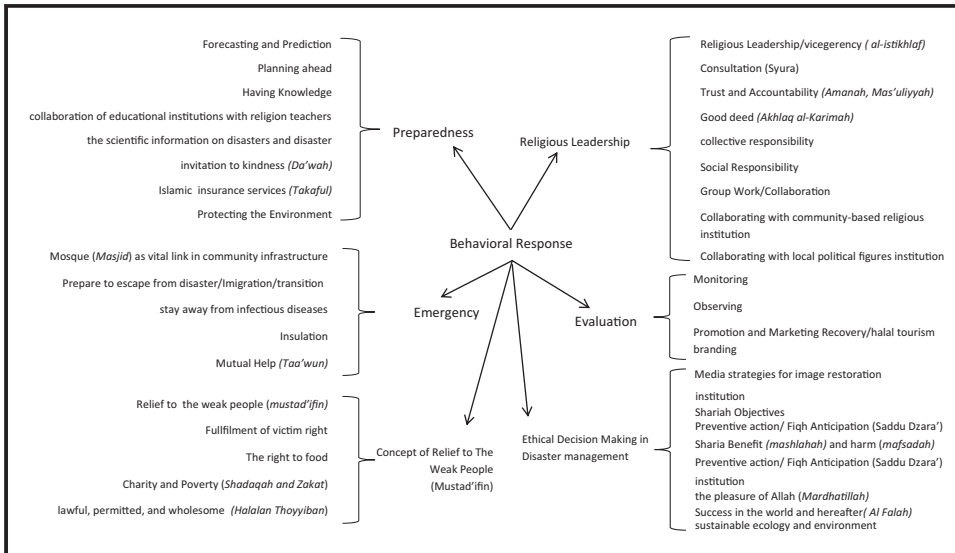 Forecasting and Prediction
Planning ahead
Having Knowledge
collaboration of educational institutions with religion teachers
the scientific information on disasters and disaster
invitation to kindness (Da'wah)
Islamic insurance services (Takaful)
Protecting the Environment
Preparedness
Religious Leadership
Religious Leadership/vicegerency ( al-istikhlaf)
Consultation (Syura)
Trust and Accountability (Amanah, Mas'uliyyah)
Good deed (Akhlaq al-Karimah)
collective responsibility
Social Responsibility
Group Work/Collaboration
Collaborating with community-based religious
institution
Collaborating with local political figures institution
Behavioral Response
Mosque (Masjid) as vital link in community infrastructure
Prepare to escape from disaster/Imigration/transition
stay away from infectious diseases
Insulation
Mutual Help (Taa'wun)
Emergency
Evaluation
Monitoring
Observing
Promotion and Marketing Recovery/halal tourism
branding
Relief to the weak people (mustad'ifin)
Fullfilment of victim right
The right to food
Charity and Poverty (Shadaqah and Zakat)
lawful, permitted, and wholesome (Halalan Thoyyiban)
Concept of Relief to The
Weak People
(Mustad'ifin)
Ethical Decision Making in
Disaster management
Media strategies for image restoration
institution
Shariah Objectives
Preventive action/ Fiqh Anticipation (Saddu Dzara')
Sharia Benefit (mashlahah) and harm (mafsadah)
Preventive action/ Fiqh Anticipation (Saddu Dzara')
institution
the pleasure of Allah (Mardhatillah)
Success in the world and hereafter( Al Falah)
sustainable ecology and environment